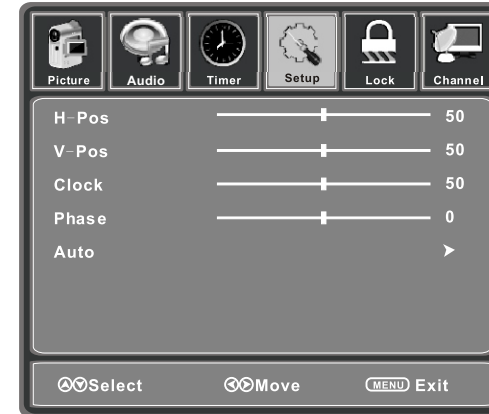 Picture Audio Timer Setup Lock Channel
H-Pos 50
V-Pos 50
Clock 50
Phase 0
Auto
Select Move MENU Exit